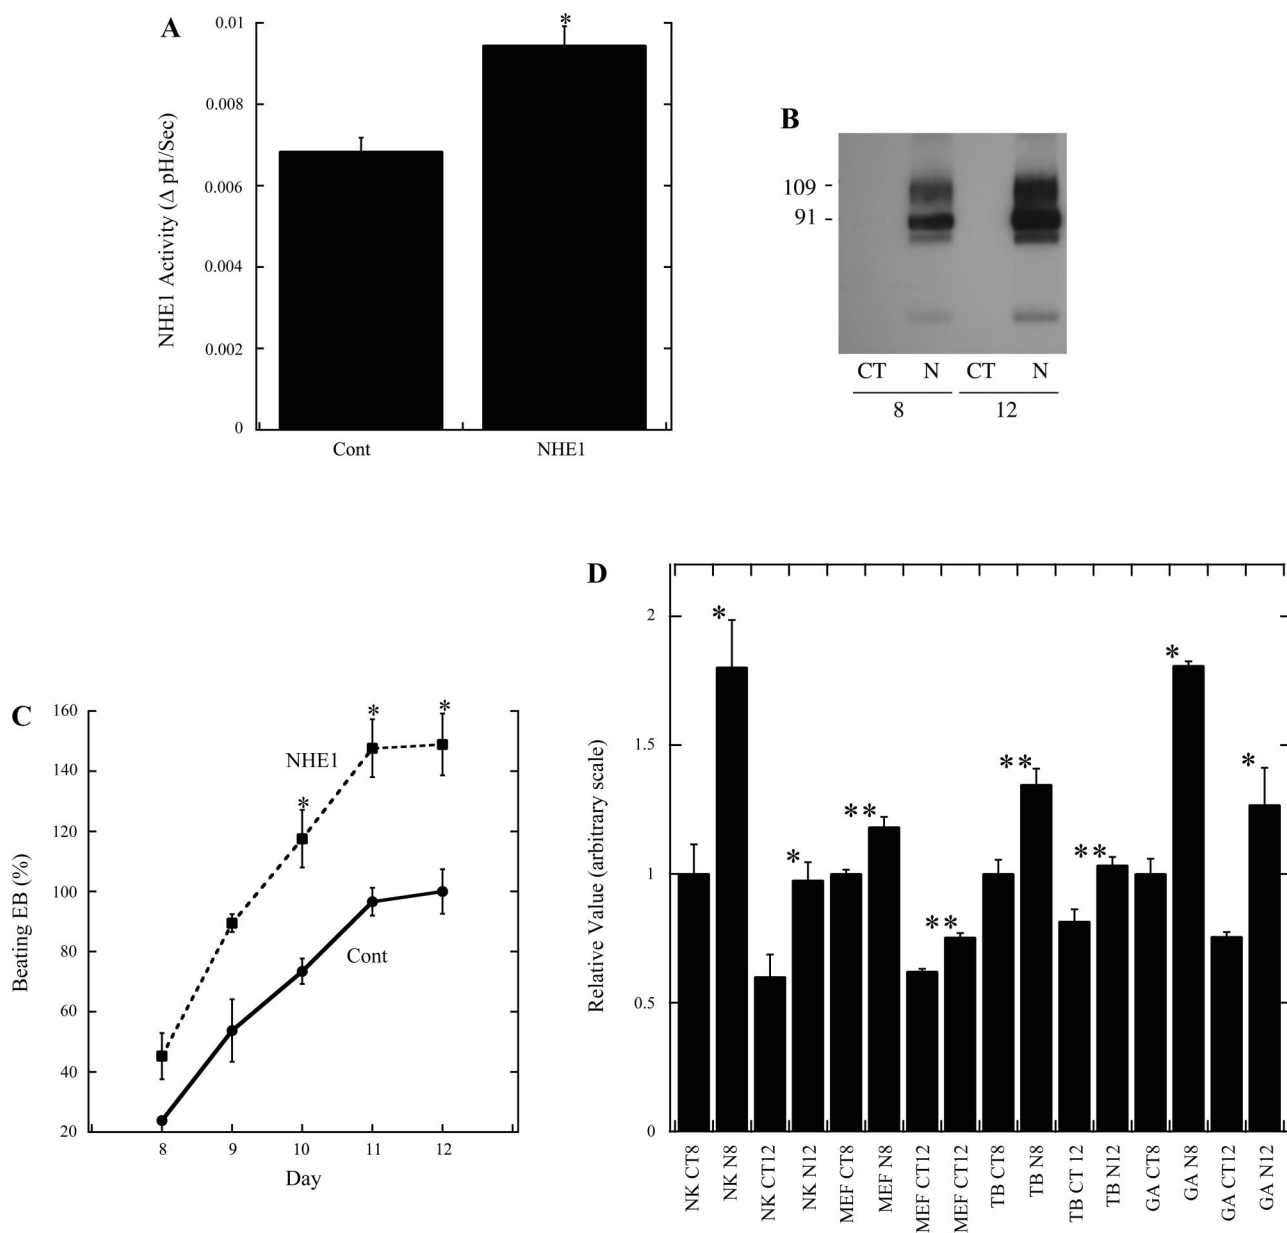 A
0.01
0.008
0.006
0.004
0.002
0
NHE1 Activity (Δ pH/Sec)
*
Cont
NHE1
B
109 -
91 -
CT N CT N
8 12
C
160
140
120
100
80
60
40
20
Beating EB (%)
NHE1
Cont
* * *
8 9 10 11 12
Day
D
2
1.5
1
0.5
0
Relative Value (arbitrary scale)
* * ** ** ** ** * *
NK CT8
NK N8
NK CT12
NK N12
MEF CT8
MEF N8
MEF CT12
MEF CT12
TB CT8
TB N8
TB CT 12
TB N12
GA CT8
GA N8
GA CT12
GA N12